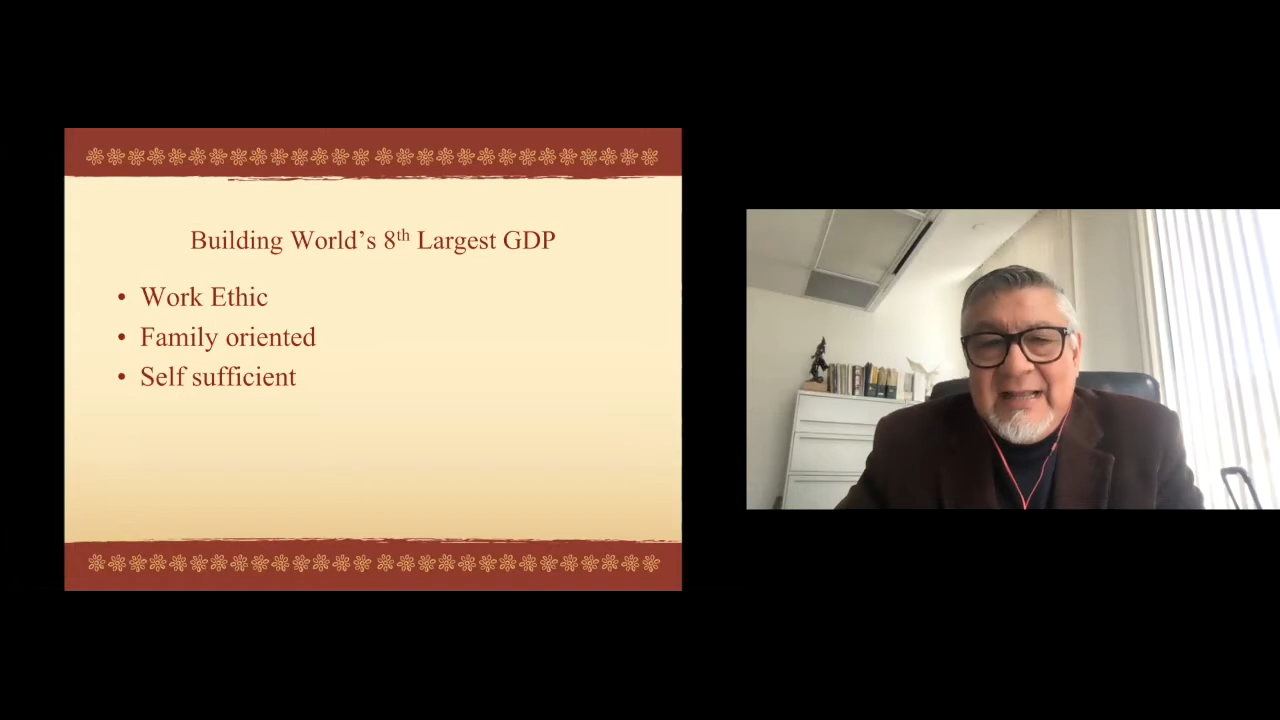 Building World’s 8th Largest GDP
• Work Ethic
• Family oriented
• Self sufficient